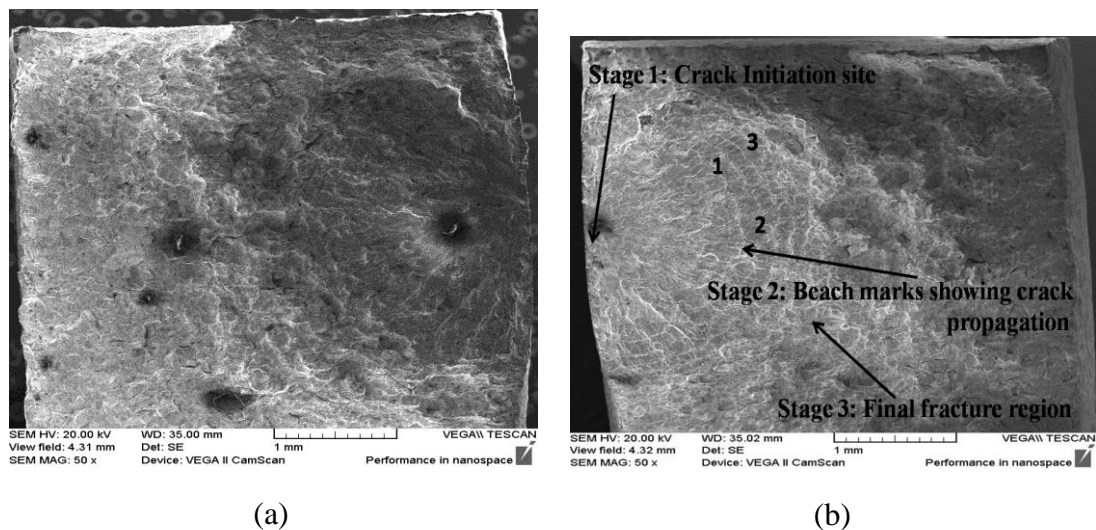 Stage 1: Crack Initiation site
3
1
2
Stage 2: Beach marks showing crack
propagation
Stage 3: Final fracture region
SEM HV: 20.00 kV WD: 35.00 mm VEGA\\ TESCAN
View field: 4.31 mm Det: SE 1 mm
SEM MAG: 50 x Device: VEGA II CamScan Performance in nanospace
SEM HV: 20.00 kV WD: 35.02 mm VEGA\\ TESCAN
View field: 4.32 mm Det: SE 1 mm
SEM MAG: 50 x Device: VEGA II CamScan Performance in nanospace
(a)
(b)